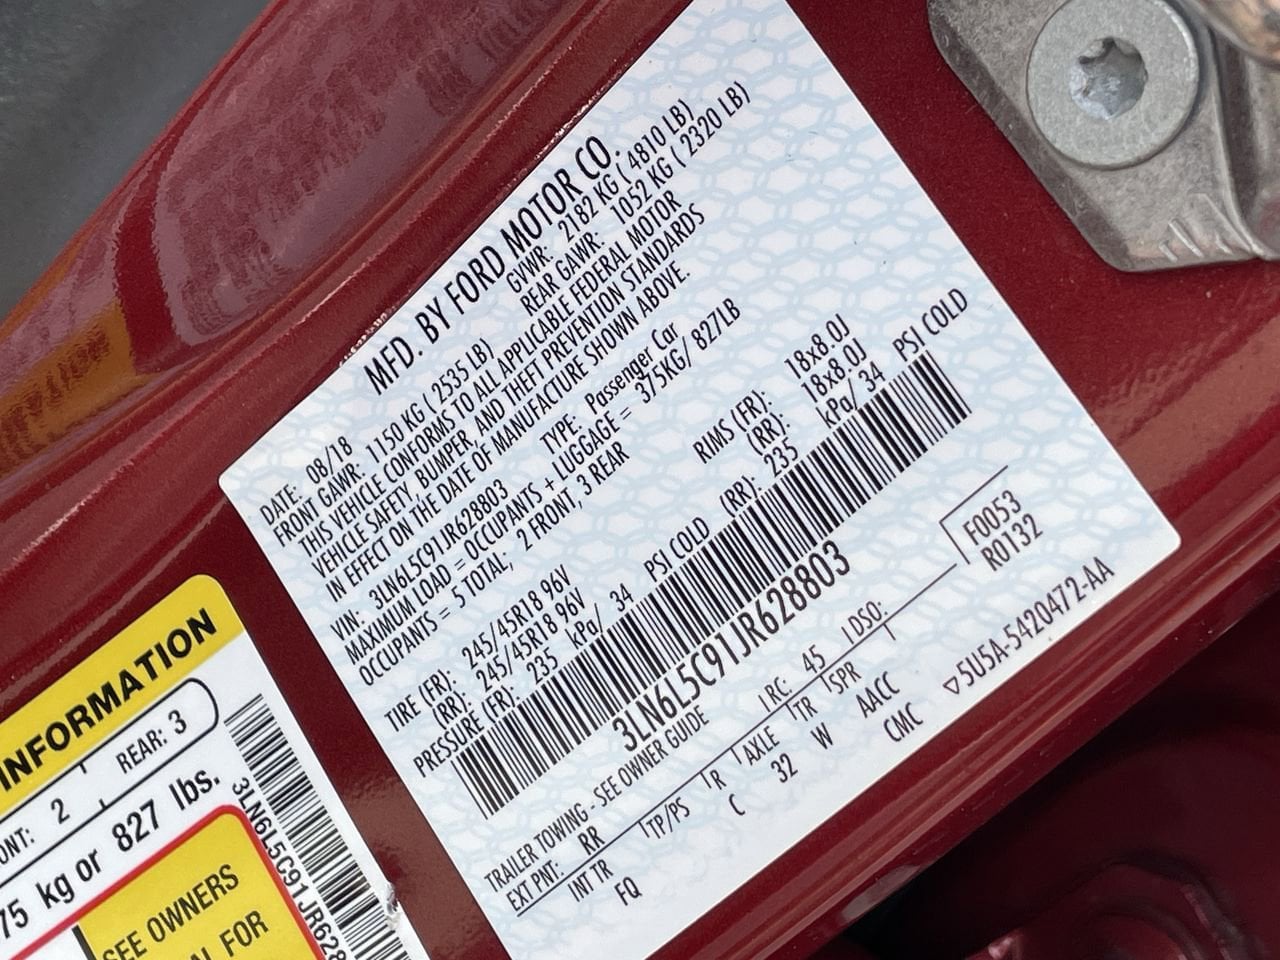 MFD. BY FORD MOTOR CO.
DATE: 08/18 GVWR: 2182 KG ( 4810 LB)
FRONT GAWR: 1150 KG ( 2535 LB) REAR GAWR: 1052 KG ( 2320 LB)
THIS VEHICLE CONFORMS TO ALL APPLICABLE FEDERAL MOTOR
VEHICLE SAFETY, BUMPER, AND THEFT PREVENTION STANDARDS
IN EFFECT ON THE DATE OF MANUFACTURE SHOWN ABOVE.
VIN: 3LN6L5C91JR628803 TYPE: Passenger Car
MAXIMUM LOAD = OCCUPANTS + LUGGAGE = 375KG/ 827LB
OCCUPANTS = 5 TOTAL, 2 FRONT, 3 REAR
TIRE (FR): 245/45R18 96V RIMS (FR): 18x8.0J
(RR): 245/45R18 96V (RR): 18x8.0J
PRESSURE (FR): 235 kPa/ 34 PSI COLD (RR): 235 kPa/ 34 PSI COLD
3LN6L5C91JR628803
TRAILER TOWING - SEE OWNER GUIDE
EXT PNT: RR RC: 45 DSO: F0053
R0132
INT TR TP/PS R AXLE TR SPR
FQ C 32 W AACC
CMC
▽5U5A-5420472-AA
INFORMATION
ONT: 2 REAR: 3
75 kg or 827 lbs.
SEE OWNERS
AL FOR
3LN6L5C91JR628